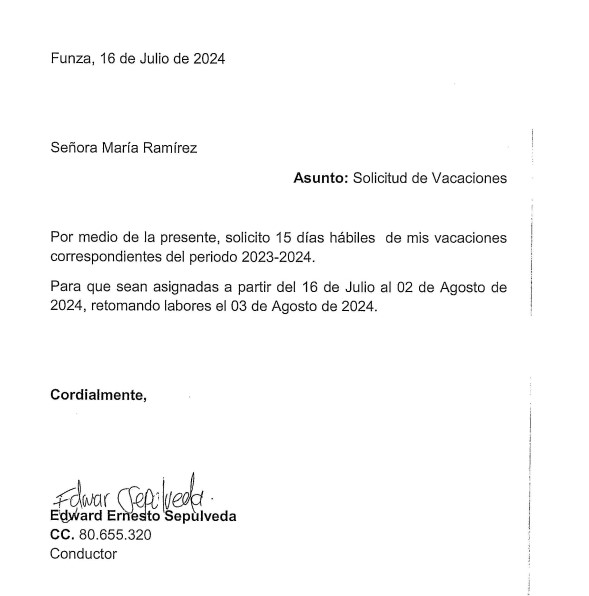 Funza, 16 de Julio de 2024
Señora María Ramírez
Asunto: Solicitud de Vacaciones
Por medio de la presente, solicito 15 días hábiles de mis vacaciones
correspondientes del periodo 2023-2024.
Para que sean asignadas a partir del 16 de Julio al 02 de Agosto de
2024, retomando labores el 03 de Agosto de 2024.
Cordialmente,
Edwar Sepúlveda.
Edward Ernesto Sepúlveda
CC. 80.655.320
Conductor